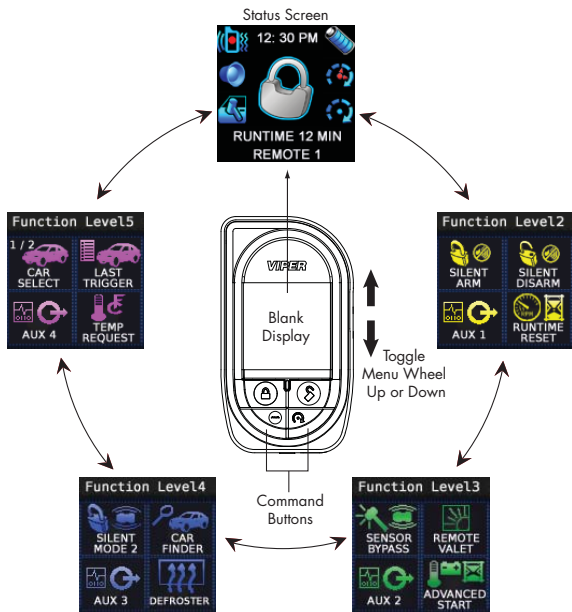 Status Screen
12: 30 PM
RUNTIME 12 MIN
REMOTE 1
Function Level5
1/2
CAR
SELECT
LAST
TRIGGER
AUX 4
TEMP
REQUEST
Function Level2
SILENT
ARM
SILENT
DISARM
AUX 1
RPM
RUNTIME
RESET
VIPER
Blank
Display
Toggle
Menu Wheel
Up or Down
Command
Buttons
Function Level4
SILENT
MODE 2
CAR
FINDER
AUX 3
DEFROSTER
Function Level3
SENSOR
BYPASS
REMOTE
VALET
AUX 2
ADVANCED
START